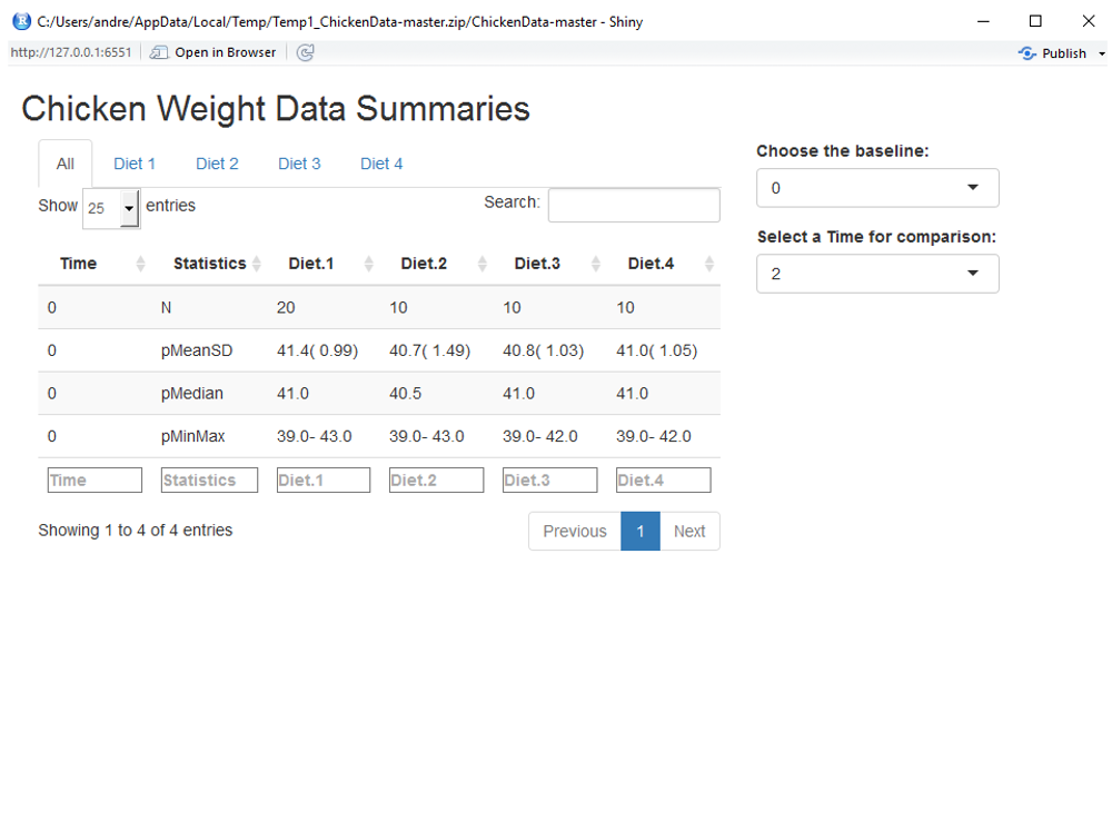 C:/Users/andre/AppData/Local/Temp/Temp1_ChickenData-master.zip/ChickenData-master - Shiny
http://127.0.0.1:6551 Open in Browser Publish
Chicken Weight Data Summaries
All Diet 1 Diet 2 Diet 3 Diet 4
Show 25 entries Search:
Time Statistics Diet.1 Diet.2 Diet.3 Diet.4
0 N 20 10 10 10
0 pMeanSD 41.4( 0.99) 40.7( 1.49) 40.8( 1.03) 41.0( 1.05)
0 pMedian 41.0 40.5 41.0 41.0
0 pMinMax 39.0- 43.0 39.0- 43.0 39.0- 42.0 39.0- 42.0
Time Statistics Diet.1 Diet.2 Diet.3 Diet.4
Showing 1 to 4 of 4 entries Previous 1 Next
Choose the baseline:
0
Select a Time for comparison:
2